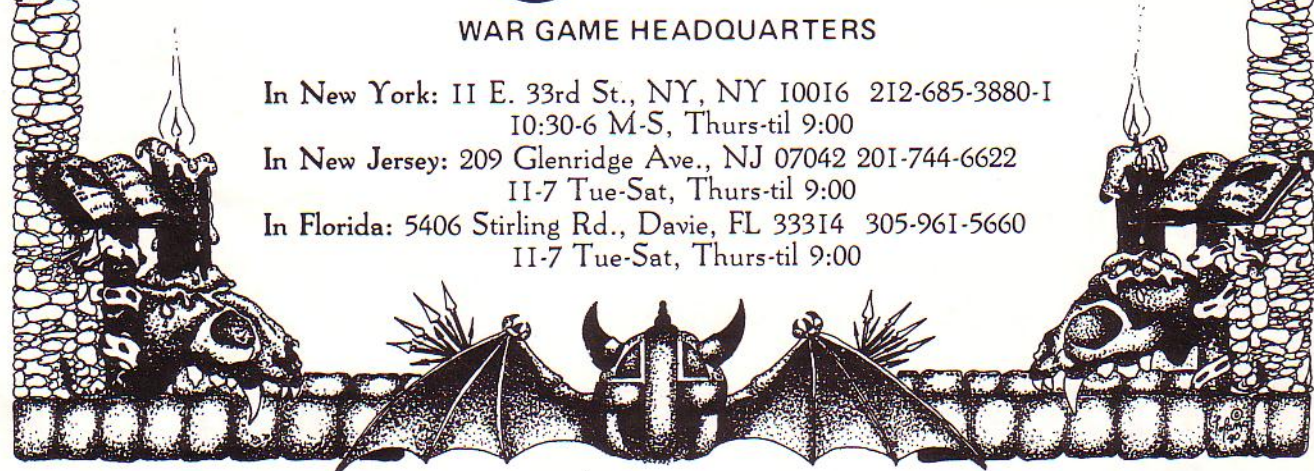 WAR GAME HEADQUARTERS
In New York: 11 E. 33rd St., NY, NY 10016 212-685-3880-1
10:30-6 M-S, Thurs-til 9:00
In New Jersey: 209 Glenridge Ave., NJ 07042 201-744-6622
11-7 Tue-Sat, Thurs-til 9:00
In Florida: 5406 Stirling Rd., Davie, FL 33314 305-961-5660
11-7 Tue-Sat, Thurs-til 9:00